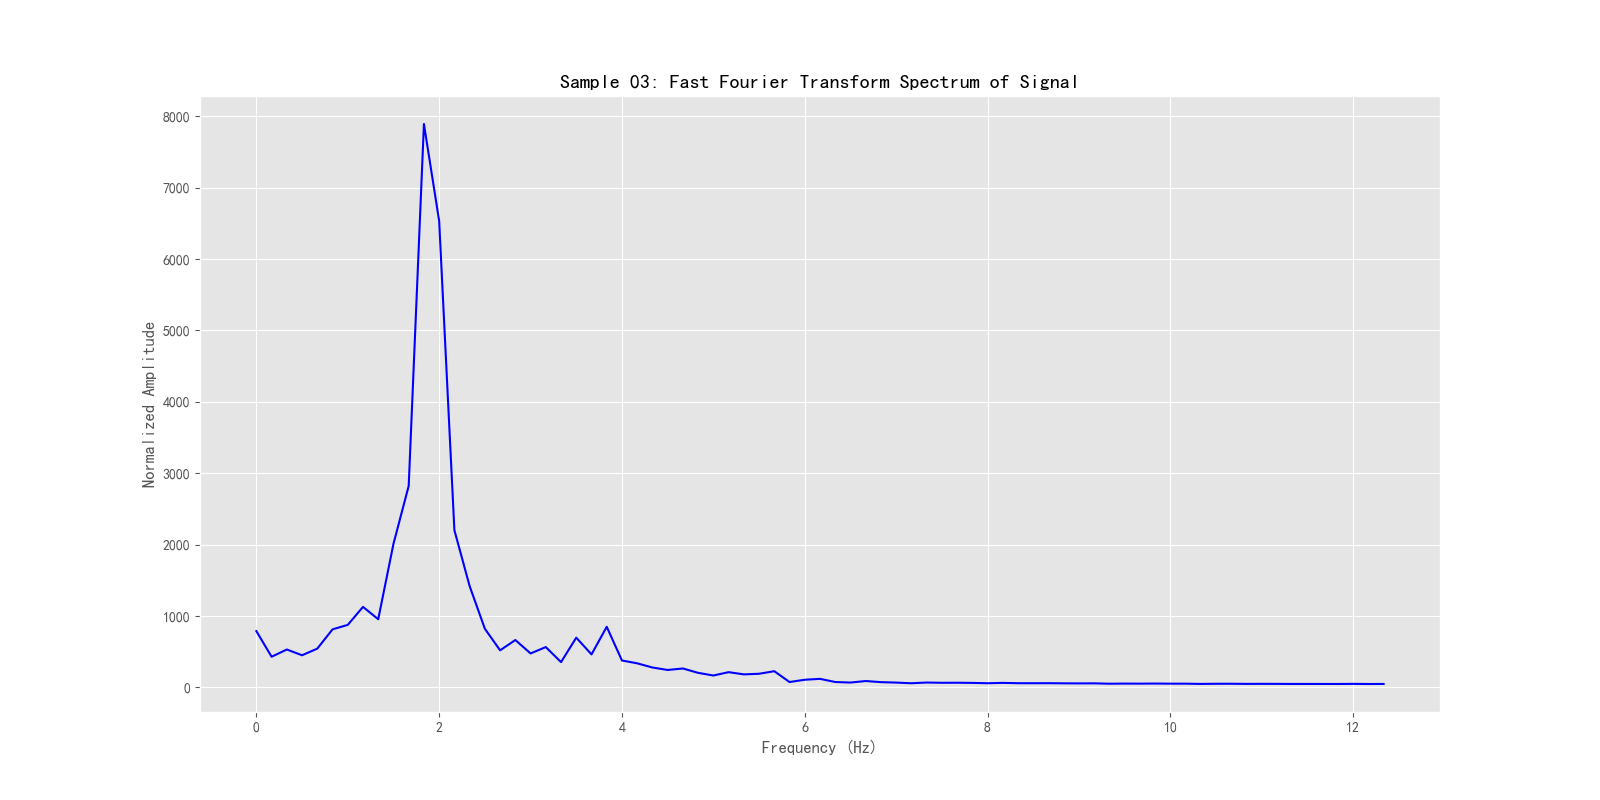 Sample 03: Fast Fourier Transform Spectrum of Signal
8000
7000
6000
5000
4000
3000
2000
1000
0
Normalized Amplitude
0 2 4 6 8 10 12
Frequency (Hz)